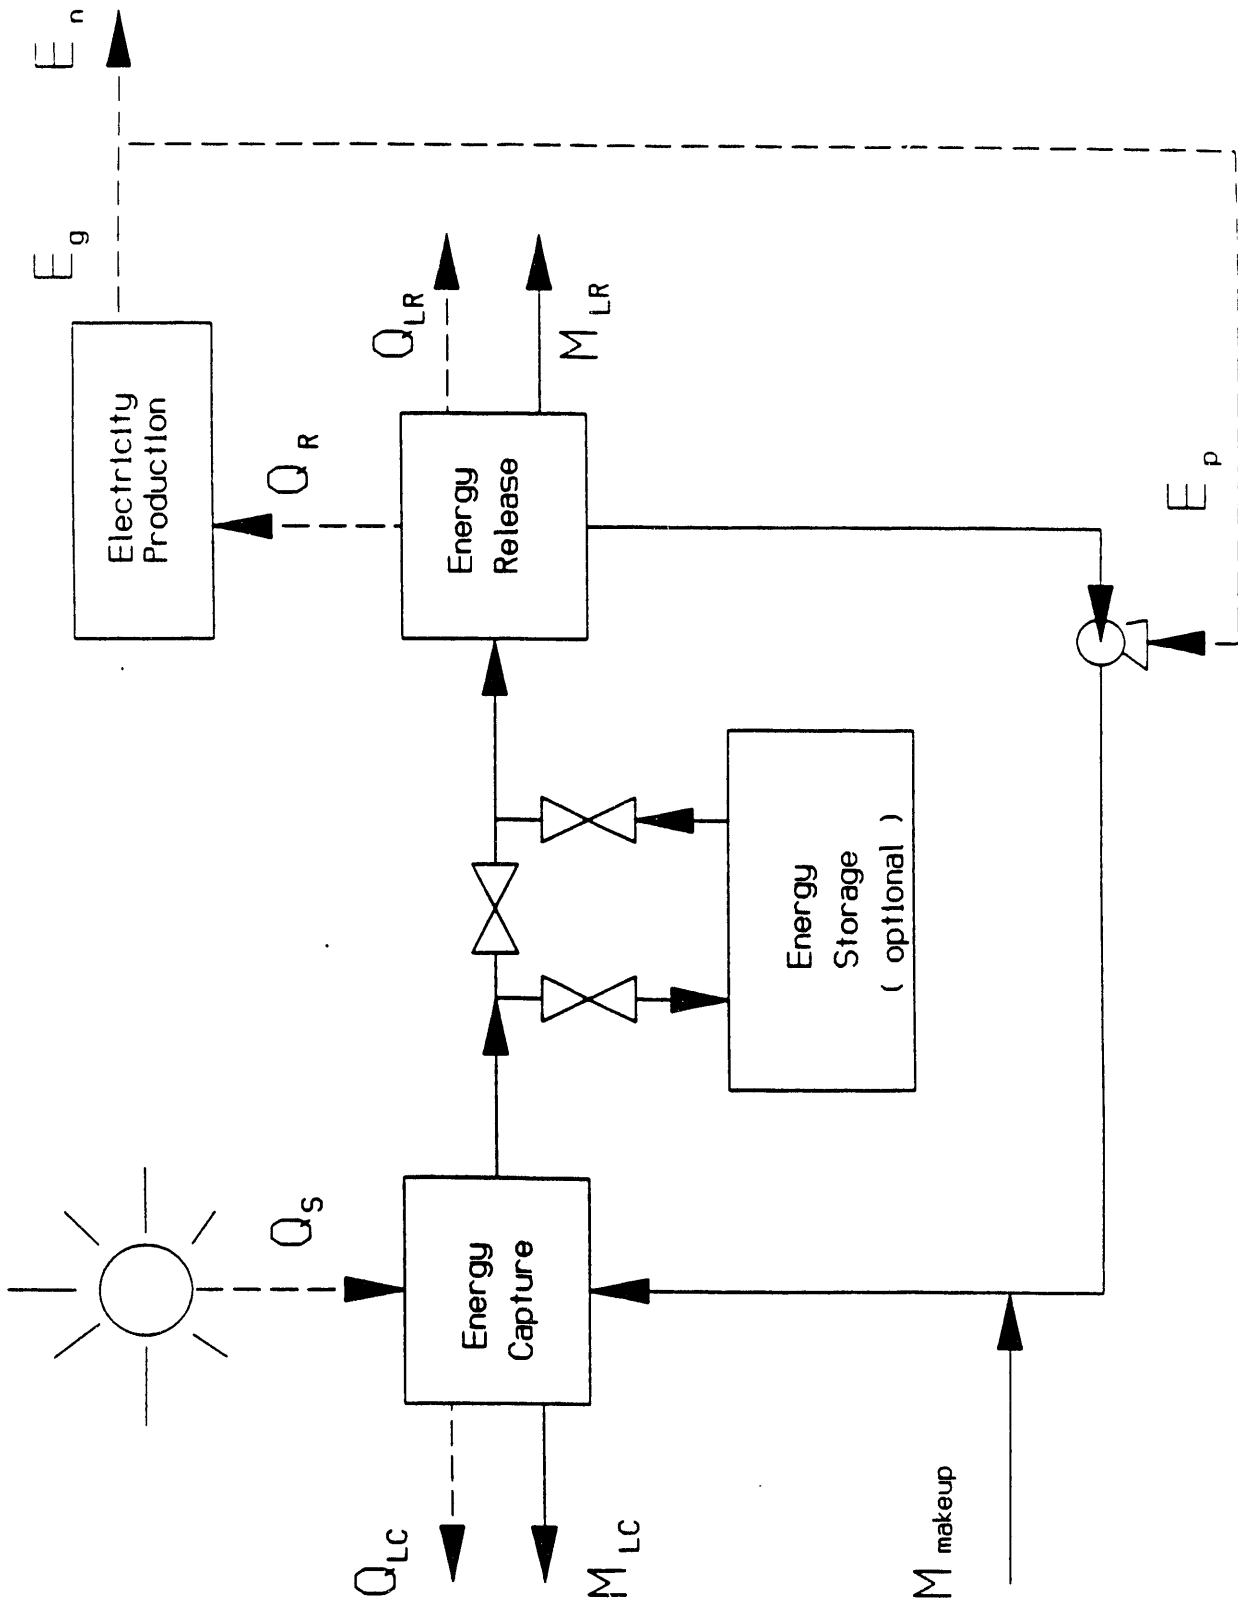 E n
E g
Electricity
Production
Q R
Q LR
M LR
Energy
Release
E p
Energy
Storage
( optional )
Q S
Energy
Capture
Q LC
M LC
M makeup